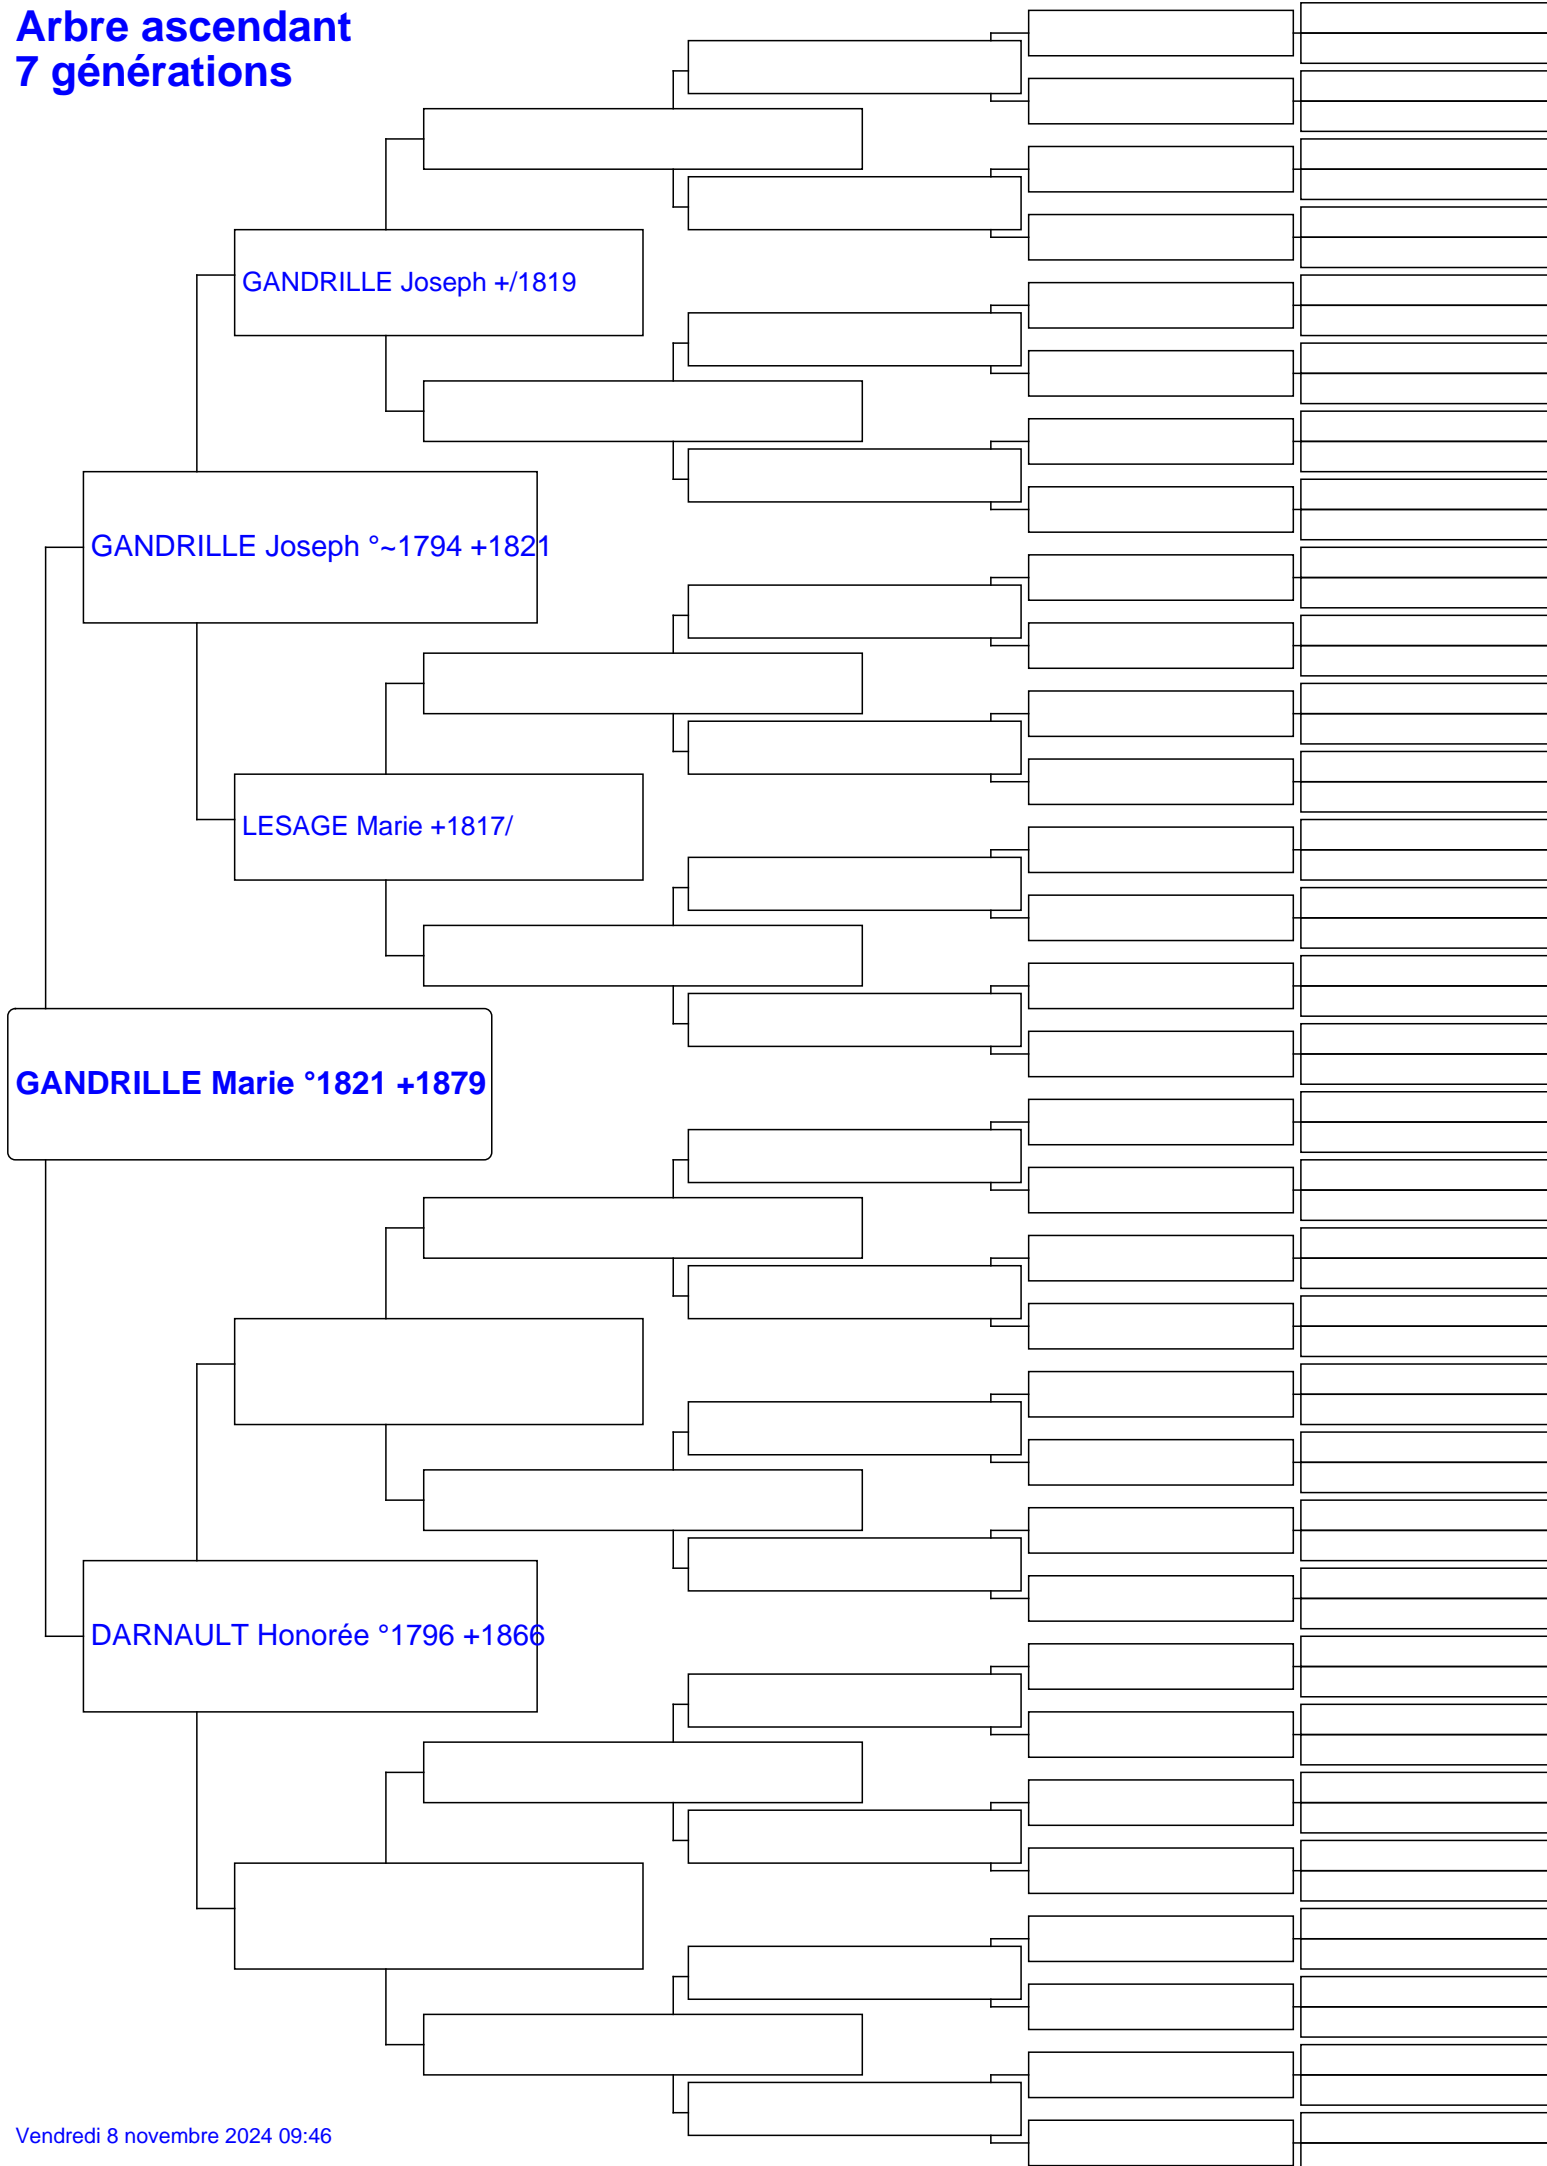 Arbre ascendant
7 générations
GANDRILLE Joseph +/1819
GANDRILLE Joseph °~1794 +1821
LESAGE Marie +1817/
GANDRILLE Marie °1821 +1879
DARNAULT Honorée °1796 +1866
Vendredi 8 novembre 2024 09:46